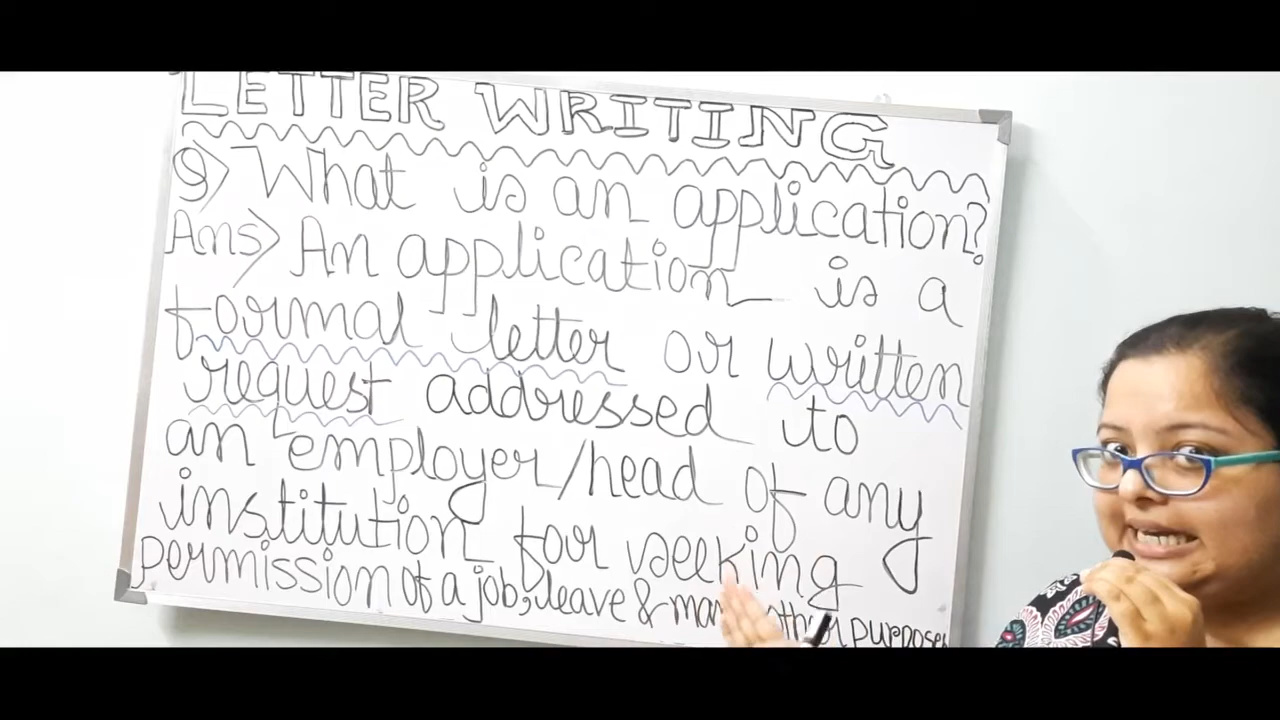 LETTER WRITING
Q> What is an application?
Ans> An application is a
formal letter or written
request addressed to
an employer/head of any
institution for seeking
permission of a job, leave & many other purposes